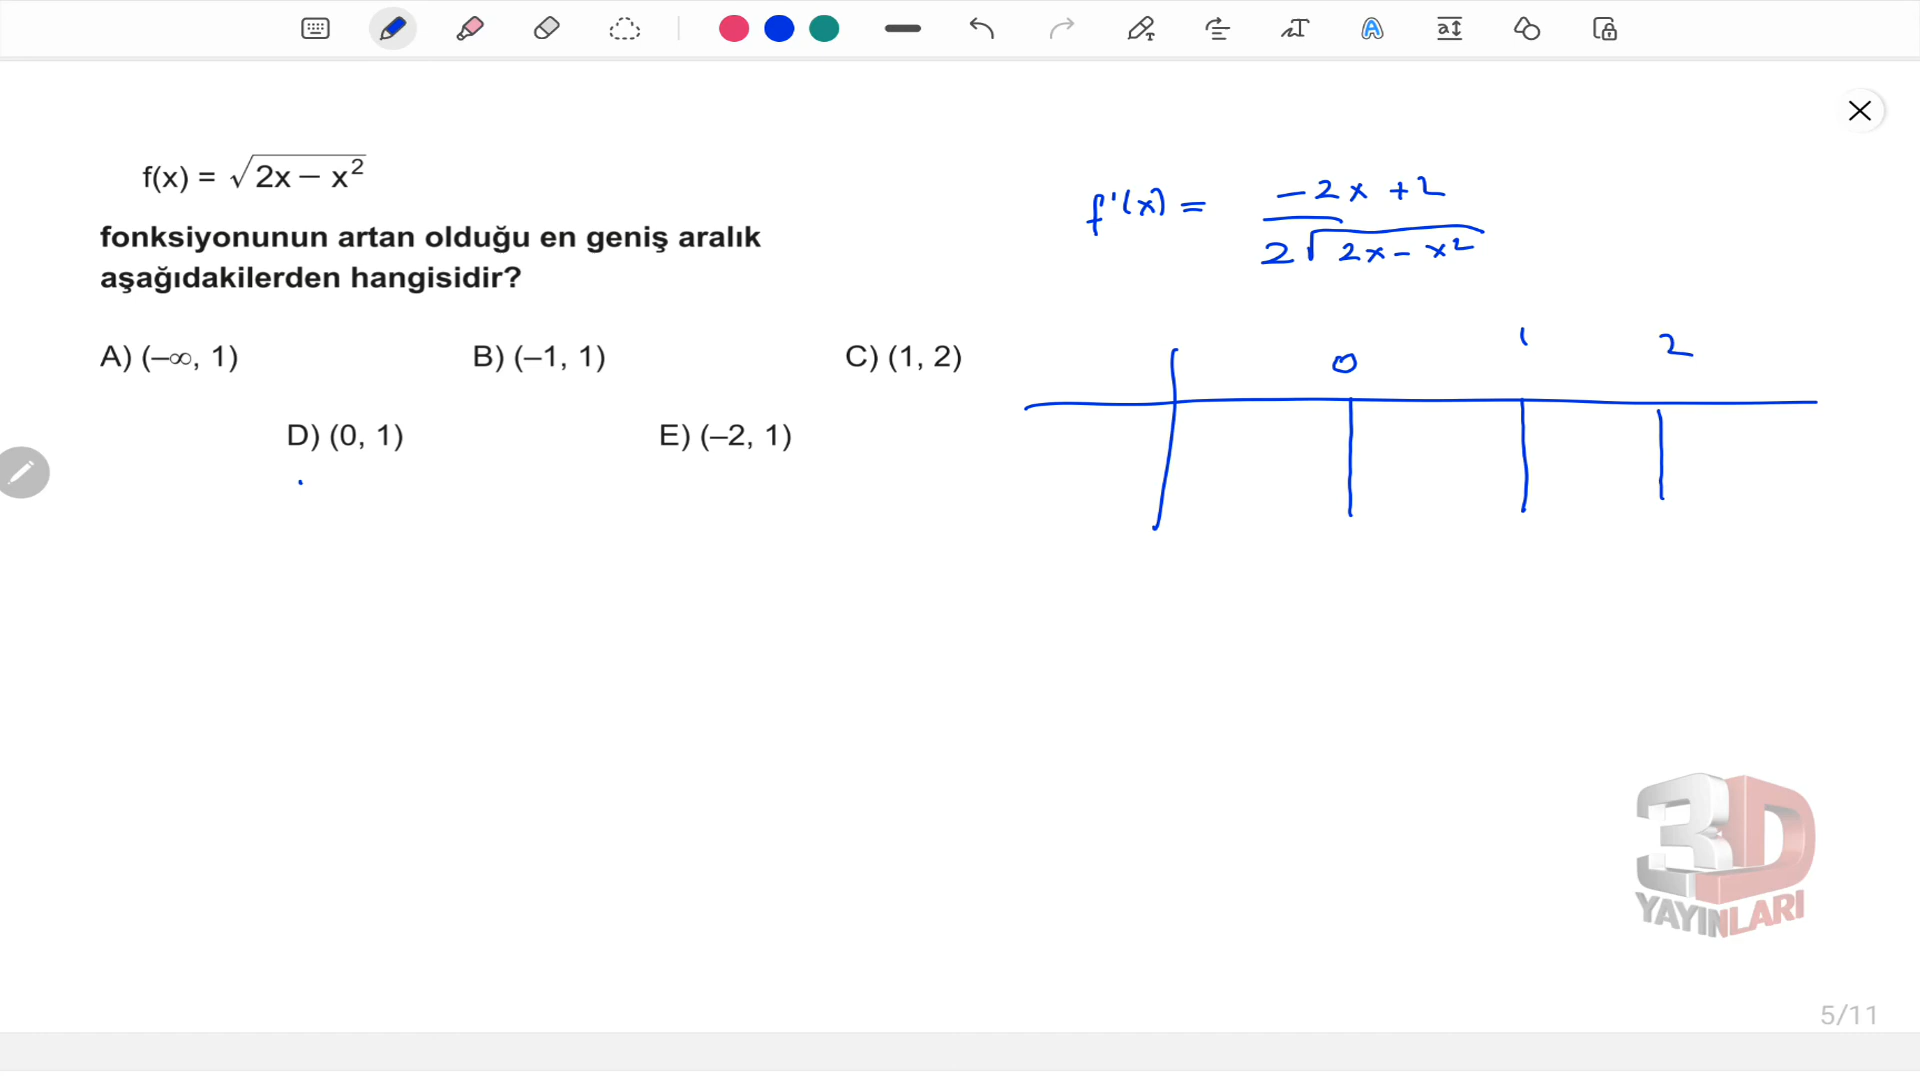 f(x) = √2x – x²
fonksiyonunun artan olduğu en geniş aralık
aşağıdakilerden hangisidir?
A) (–∞, 1) B) (–1, 1) C) (1, 2)
D) (0, 1) E) (–2, 1)
f'(x) = -2x +2
2√2x - x²
0 1 2
3D
YAYINLARI
5/11